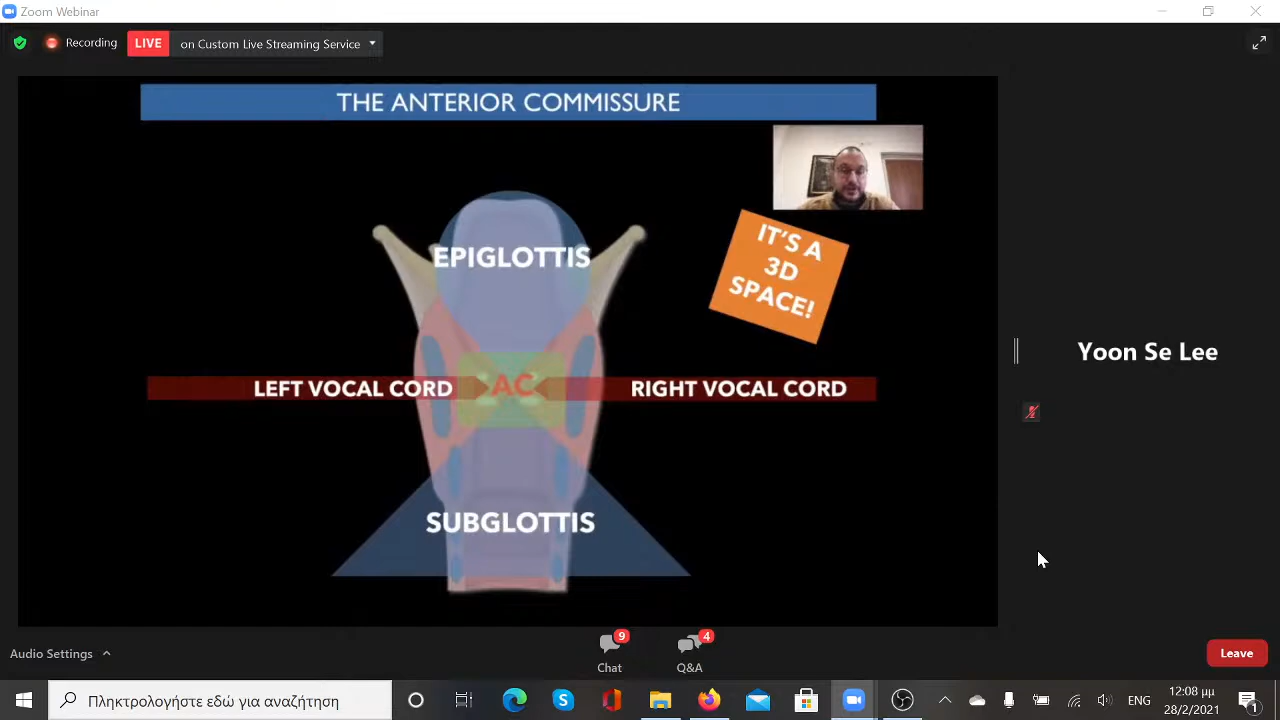 Zoom Webinar
Recording
LIVE
on Custom Live Streaming Service
THE ANTERIOR COMMISSURE
IT'S A
3D
SPACE!
EPIGLOTTIS
LEFT VOCAL CORD
AC
RIGHT VOCAL CORD
SUBGLOTTIS
Yoon Se Lee
Audio Settings
9
Chat
4
Q&A
Leave
Πληκτρολογήστε εδώ για αναζήτηση
ENG
12:08 μμ
28/2/2021
1